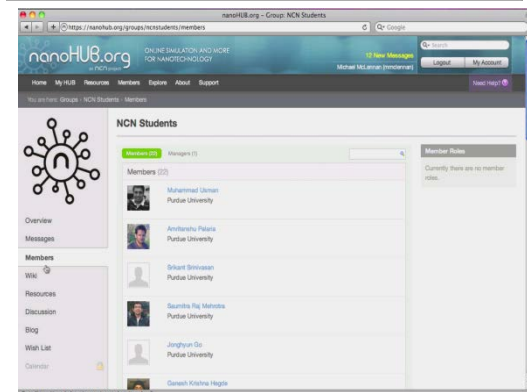 nanoHUB.org – Group: NCN Students
https://nanohub.org/groups/ncnstudents/members
Google
nanoHUB.org
ONLINE SIMULATION AND MORE
FOR NANOTECHNOLOGY
12 New Messages
Michael McLennan (mmclennan)
Search
Logout
My Account
Home My HUB Resources Members Explore About Support
Need Help?
You are here: Groups › NCN Students › Members
NCN Students
Members (22) Managers (1)
Members (22)
Muhammad Usman
Purdue University
Purdue University
Srikant Srinivasan
Purdue University
Saumitra Raj Mehrotra
Purdue University
Jonghyun Go
Purdue University
Ganesh Krishna Hegde
Member Roles
Currently there are no member
roles.
Overview
Messages
Members
Wiki
Resources
Discussion
Blog
Wish List
Calendar